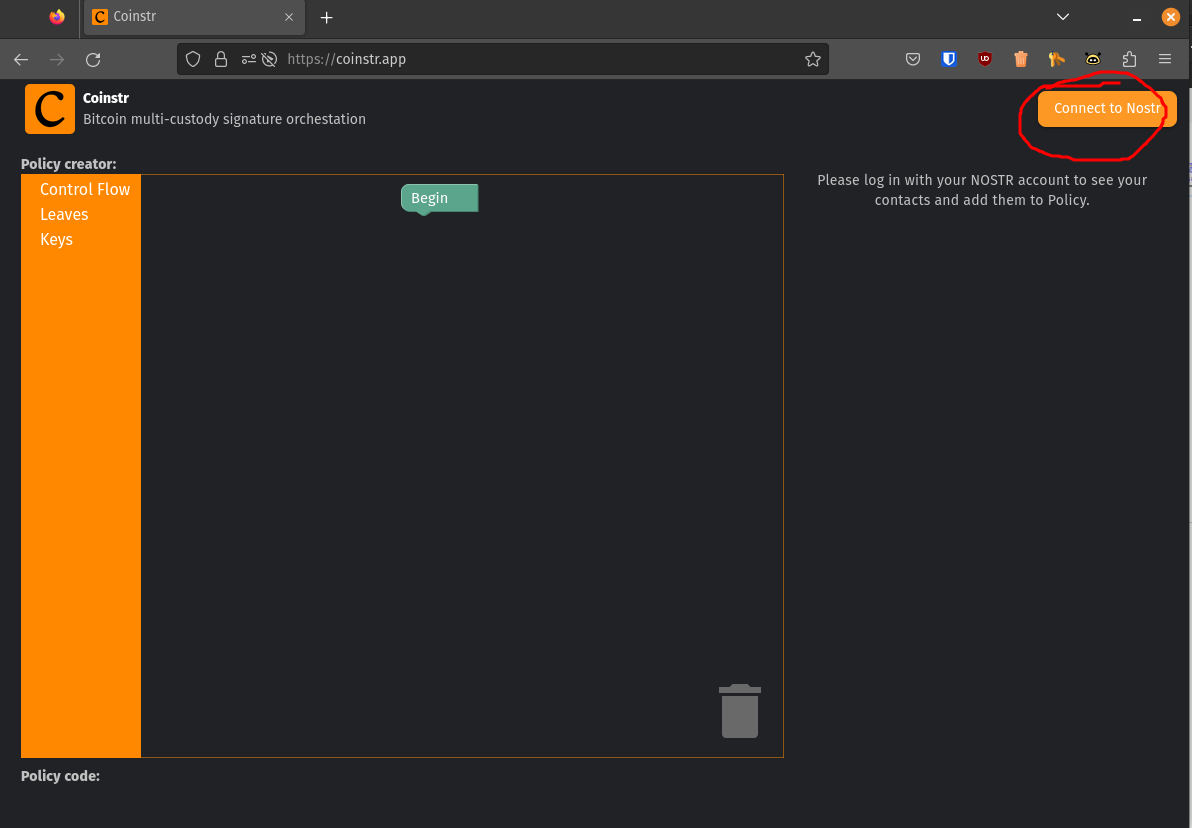 Coinstr
https://coinstr.app
C
Coinstr
Bitcoin multi-custody signature orchestation
Connect to Nostr
Policy creator:
Control Flow
Leaves
Keys
Begin
Please log in with your NOSTR account to see your
contacts and add them to Policy.
Policy code: